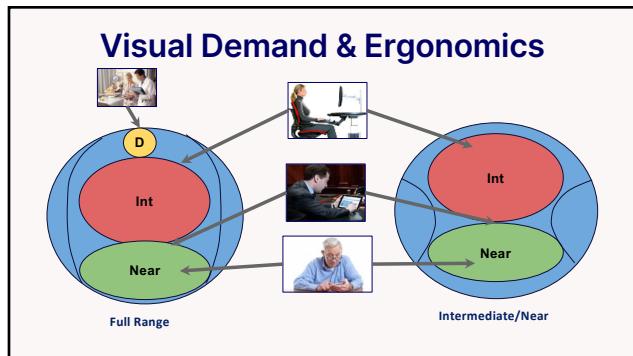 Visual Demand & Ergonomics
D
Int
Near
Full Range
Int
Near
Intermediate/Near